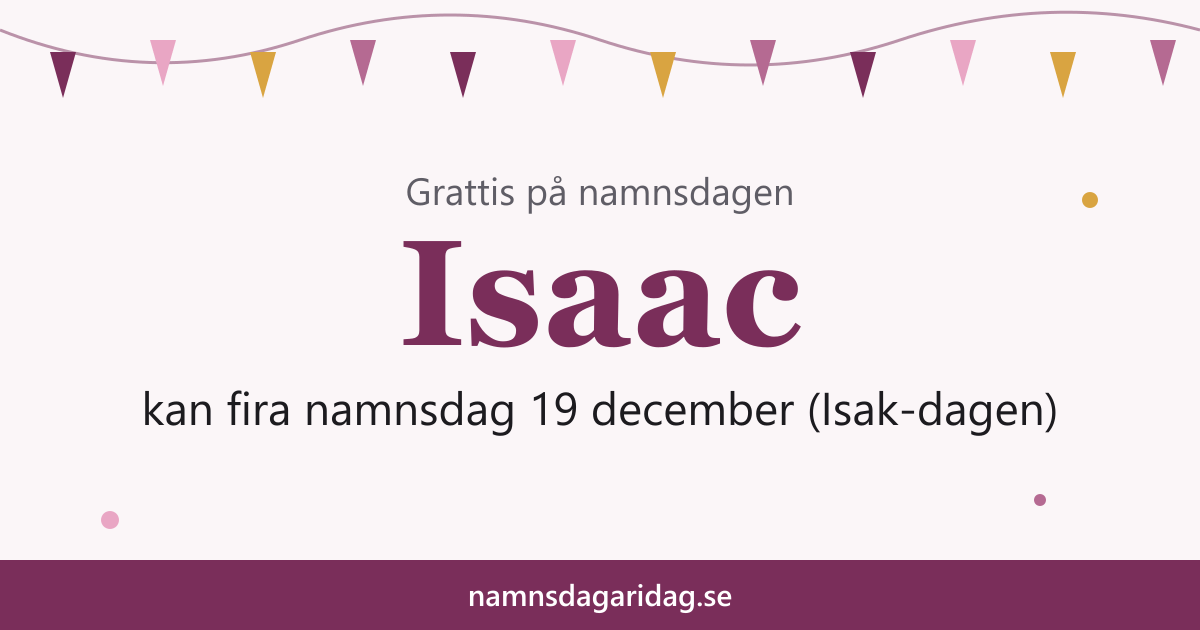 Grattis på namnsdagen
Isaac
kan fira namnsdag 19 december (Isak-dagen)
namnsdagaridag.se